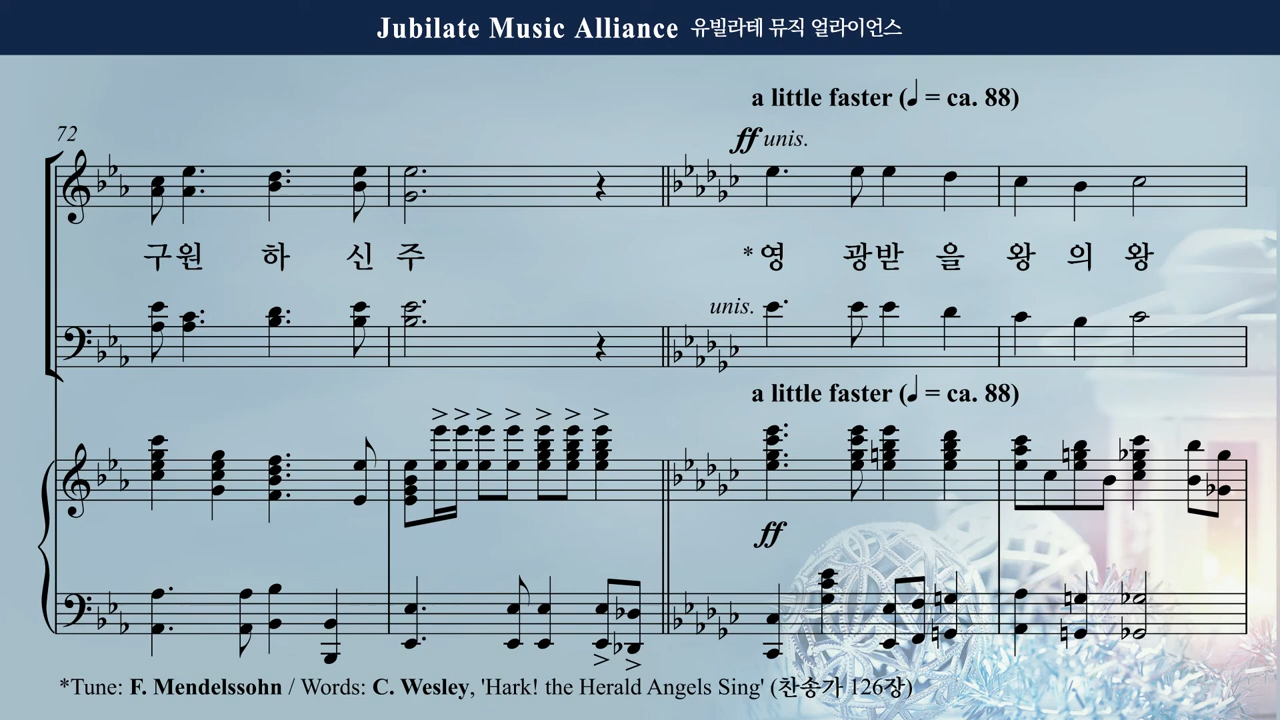 Jubilate Music Alliance 유빌라테 뮤직 얼라이언스
a little faster (♩ = ca. 88)
72
ff unis.
구원 하 신 주 *영 광받 을 왕 의 왕
unis.
a little faster (♩ = ca. 88)
ff
*Tune: F. Mendelssohn / Words: C. Wesley, 'Hark! the Herald Angels Sing' (찬송가 126장)